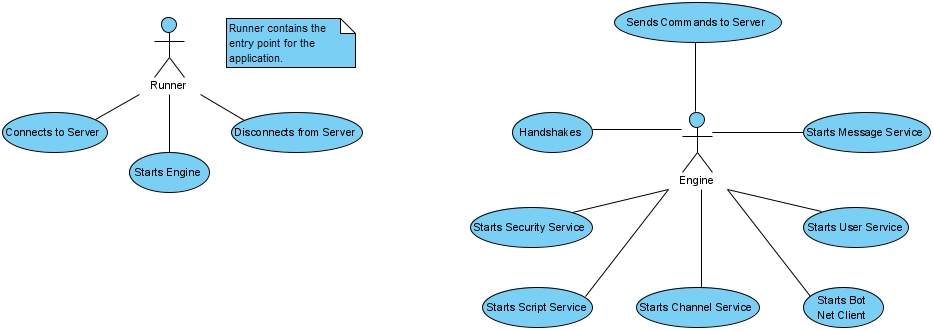 Runner contains the
entry point for the
application.
Runner
Connects to Server
Disconnects from Server
Starts Engine
Sends Commands to Server
Handshakes
Starts Message Service
Engine
Starts Security Service
Starts User Service
Starts Script Service
Starts Channel Service
Starts Bot
Net Client